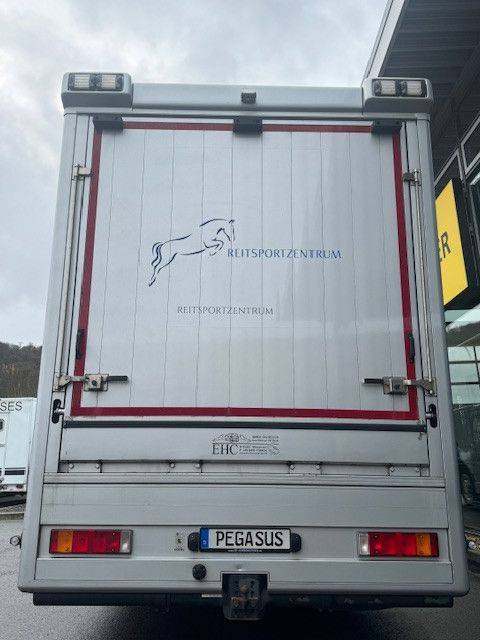 REITSPORTZENTRUM
REITSPORTZENTRUM
EHC
PEGASUS
SES
ER